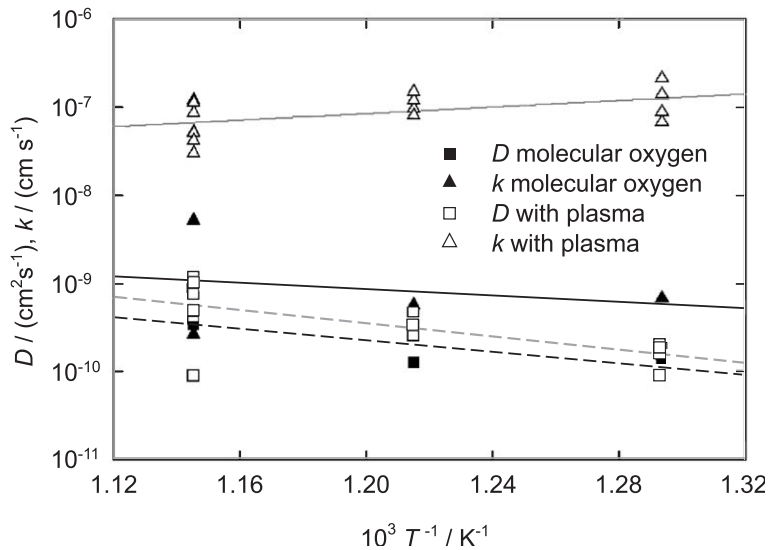 10⁻⁶
10⁻⁷
10⁻⁸
10⁻⁹
10⁻¹⁰
10⁻¹¹
D / (cm²s⁻¹), k / (cm s⁻¹)
D molecular oxygen
k molecular oxygen
D with plasma
k with plasma
1.12 1.16 1.20 1.24 1.28 1.32
10³ T⁻¹ / K⁻¹